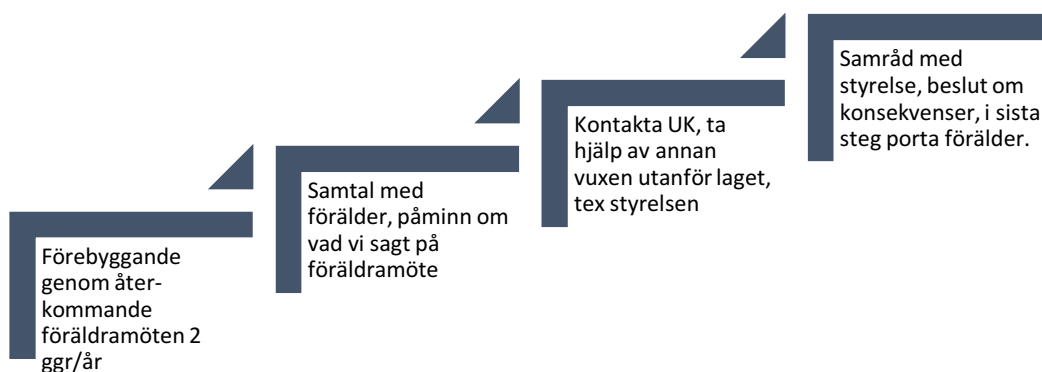 Förebyggande
genom åter-
kommande
föräldramöten 2
ggr/år
Samtal med
förälder, påminn om
vad vi sagt på
föräldramöte
Kontakta UK, ta
hjälp av annan
vuxen utanför laget,
tex styrelsen
Samråd med
styrelse, beslut om
konsekvenser, i sista
steg porta förälder.